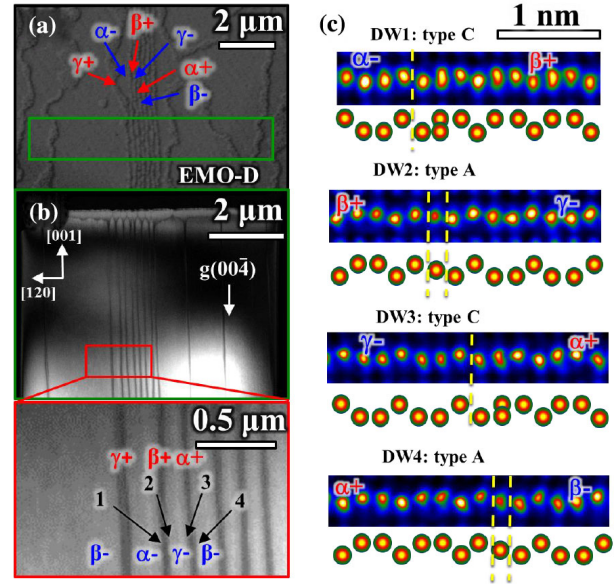 (a)
β+
2 μm
α-
γ-
γ+
α+
β-
EMO-D
(b)
2 μm
[001]
[120]
g(004̄)
0.5 μm
γ+ β+ α+
1 2 3 4
β- α- γ- β-
(c)
1 nm
DW1: type C
α- β+
DW2: type A
β+ γ-
DW3: type C
γ- α+
DW4: type A
α+ β-